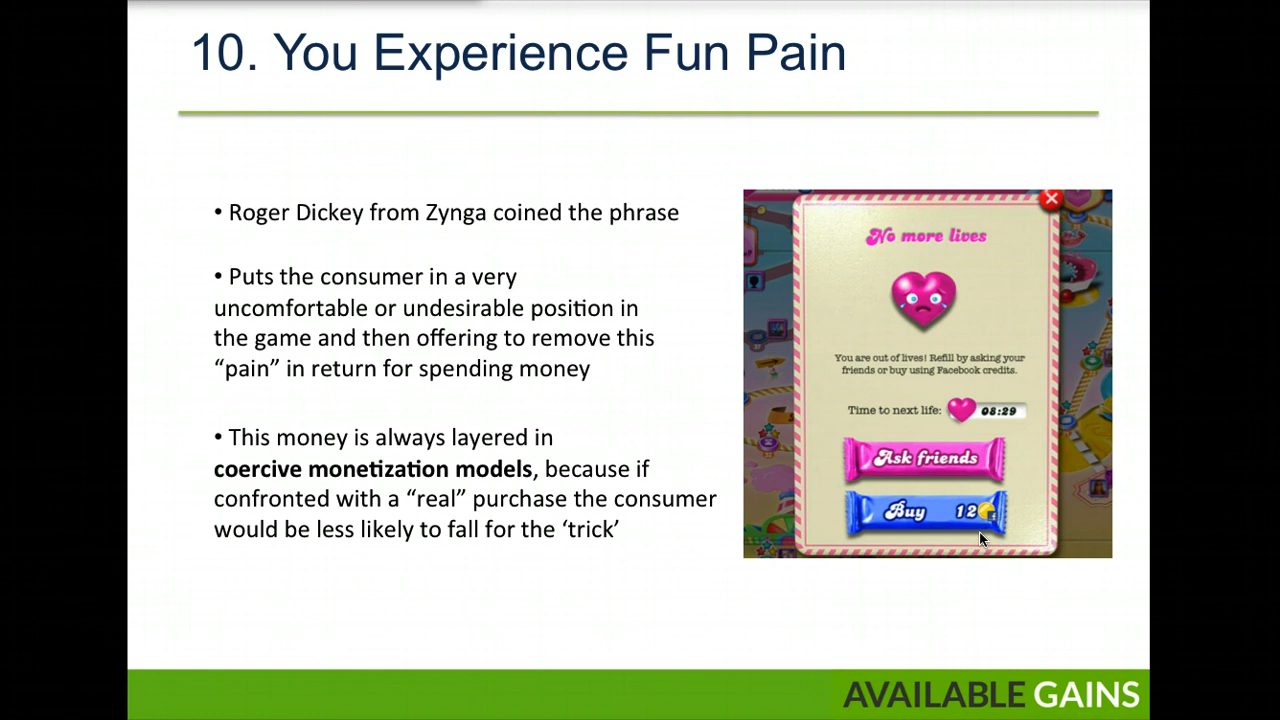 10. You Experience Fun Pain
• Roger Dickey from Zynga coined the phrase
• Puts the consumer in a very
uncomfortable or undesirable position in
the game and then offering to remove this
“pain” in return for spending money
• This money is always layered in
coercive monetization models, because if
confronted with a “real” purchase the consumer
would be less likely to fall for the ‘trick’
No more lives
You are out of lives! Refill by asking your
friends or buy using Facebook credits.
Time to next life: 08:29
Ask friends
Buy 12
AVAILABLE GAINS